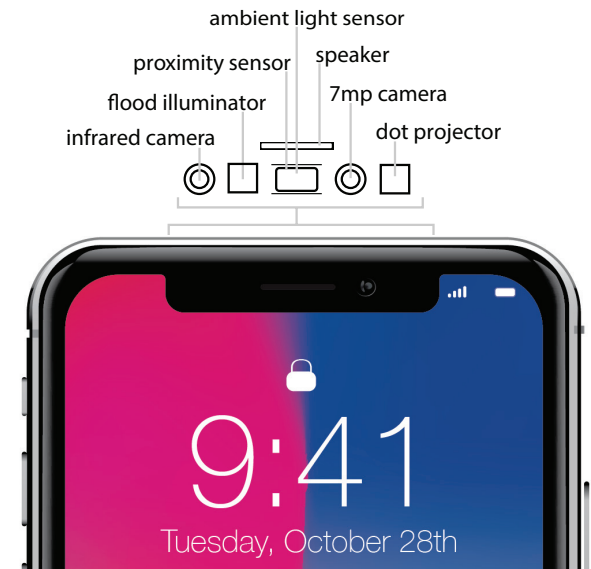 ambient light sensor
speaker
proximity sensor
7mp camera
flood illuminator
dot projector
infrared camera
9:41
Tuesday, October 28th